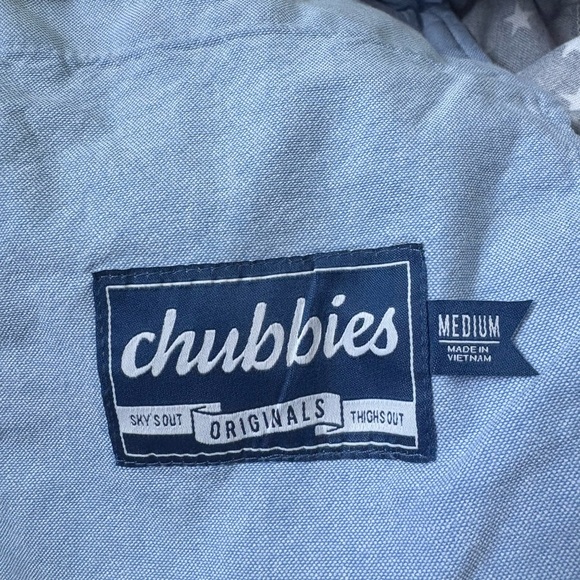 chubbies
SKY'S OUT ORIGINALS THIGHS OUT
MEDIUM
MADE IN
VIETNAM